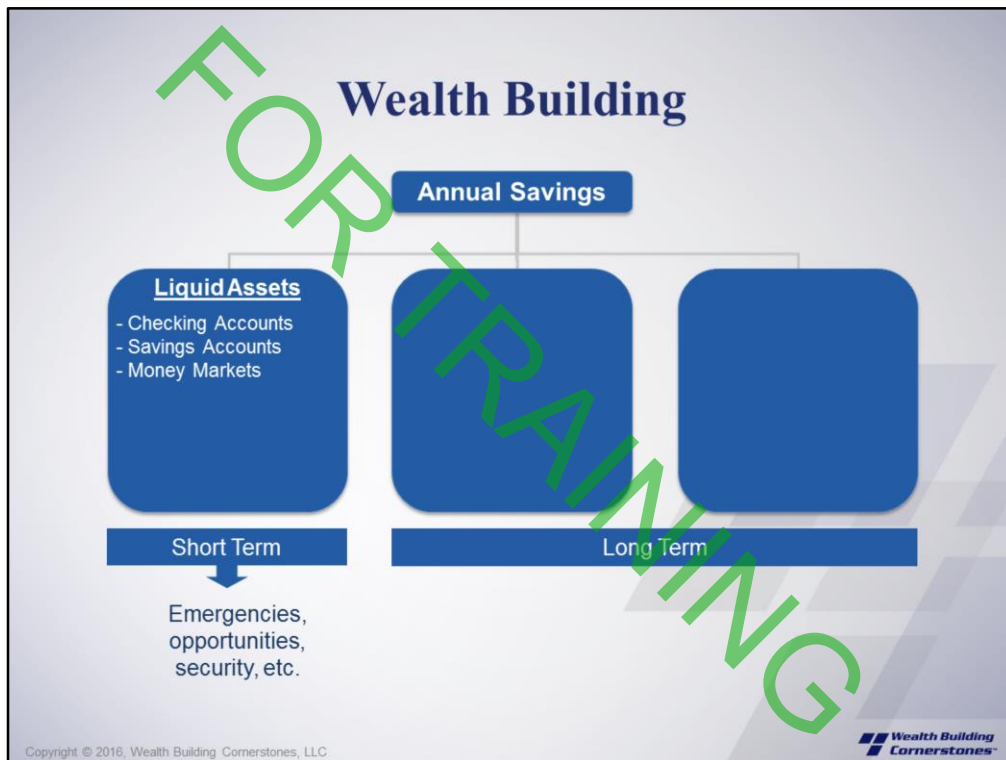 Wealth Building
Annual Savings
Liquid Assets
- Checking Accounts
- Savings Accounts
- Money Markets
Short Term
Long Term
Emergencies,
opportunities,
security, etc.
FOR TRAINING
Copyright © 2016, Wealth Building Cornerstones, LLC
Wealth Building
Cornerstones™